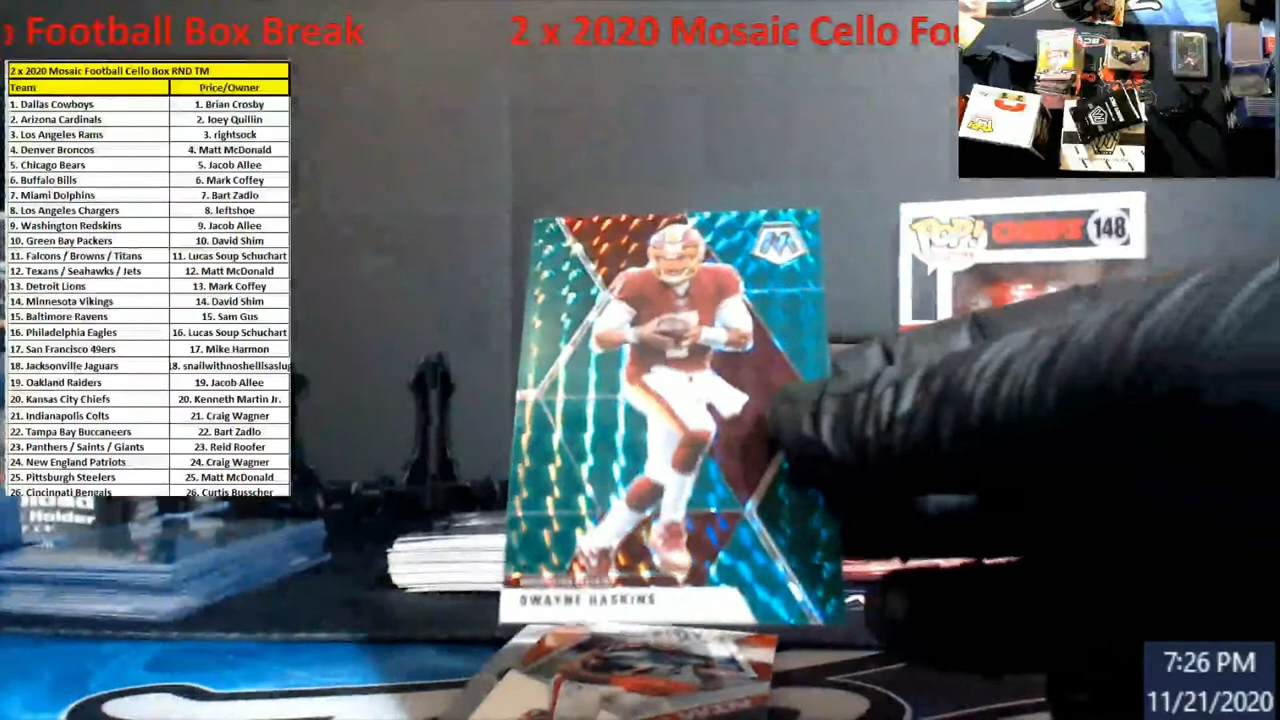 Football Box Break
2 x 2020 Mosaic Cello Foo
2 x 2020 Mosaic Football Cello Box RND TM
Team Price/Owner
1. Dallas Cowboys 1. Brian Crosby
2. Arizona Cardinals 2. Joey Quillin
3. Los Angeles Rams 3. rightsock
4. Denver Broncos 4. Matt McDonald
5. Chicago Bears 5. Jacob Allee
6. Buffalo Bills 6. Mark Coffey
7. Miami Dolphins 7. Bart Zadlo
8. Los Angeles Chargers 8. leftshoe
9. Washington Redskins 9. Jacob Allee
10. Green Bay Packers 10. David Shim
11. Falcons / Browns / Titans 11. Lucas Soup Schuchart
12. Texans / Seahawks / Jets 12. Matt McDonald
13. Detroit Lions 13. Mark Coffey
14. Minnesota Vikings 14. David Shim
15. Baltimore Ravens 15. Sam Gus
16. Philadelphia Eagles 16. Lucas Soup Schuchart
17. San Francisco 49ers 17. Mike Harmon
18. Jacksonville Jaguars 18. snailwithnoshellisaslug
19. Oakland Raiders 19. Jacob Allee
20. Kansas City Chiefs 20. Kenneth Martin Jr.
21. Indianapolis Colts 21. Craig Wagner
22. Tampa Bay Buccaneers 22. Bart Zadlo
23. Panthers / Saints / Giants 23. Reid Roofer
24. New England Patriots 24. Craig Wagner
25. Pittsburgh Steelers 25. Matt McDonald
26. Cincinnati Bengals 26. Curtis Busscher
POP!
CHIEFS
148
DWAYNE HASKINS
Holder
7:26 PM
11/21/2020